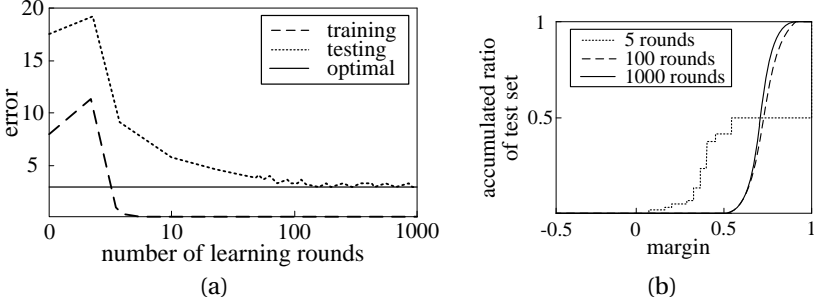 20
15
10
5
error
training
testing
optimal
0
10
100
1000
number of learning rounds
(a)
1
0.5
0
accumulated ratio
of test set
5 rounds
100 rounds
1000 rounds
-0.5
0
0.5
1
margin
(b)